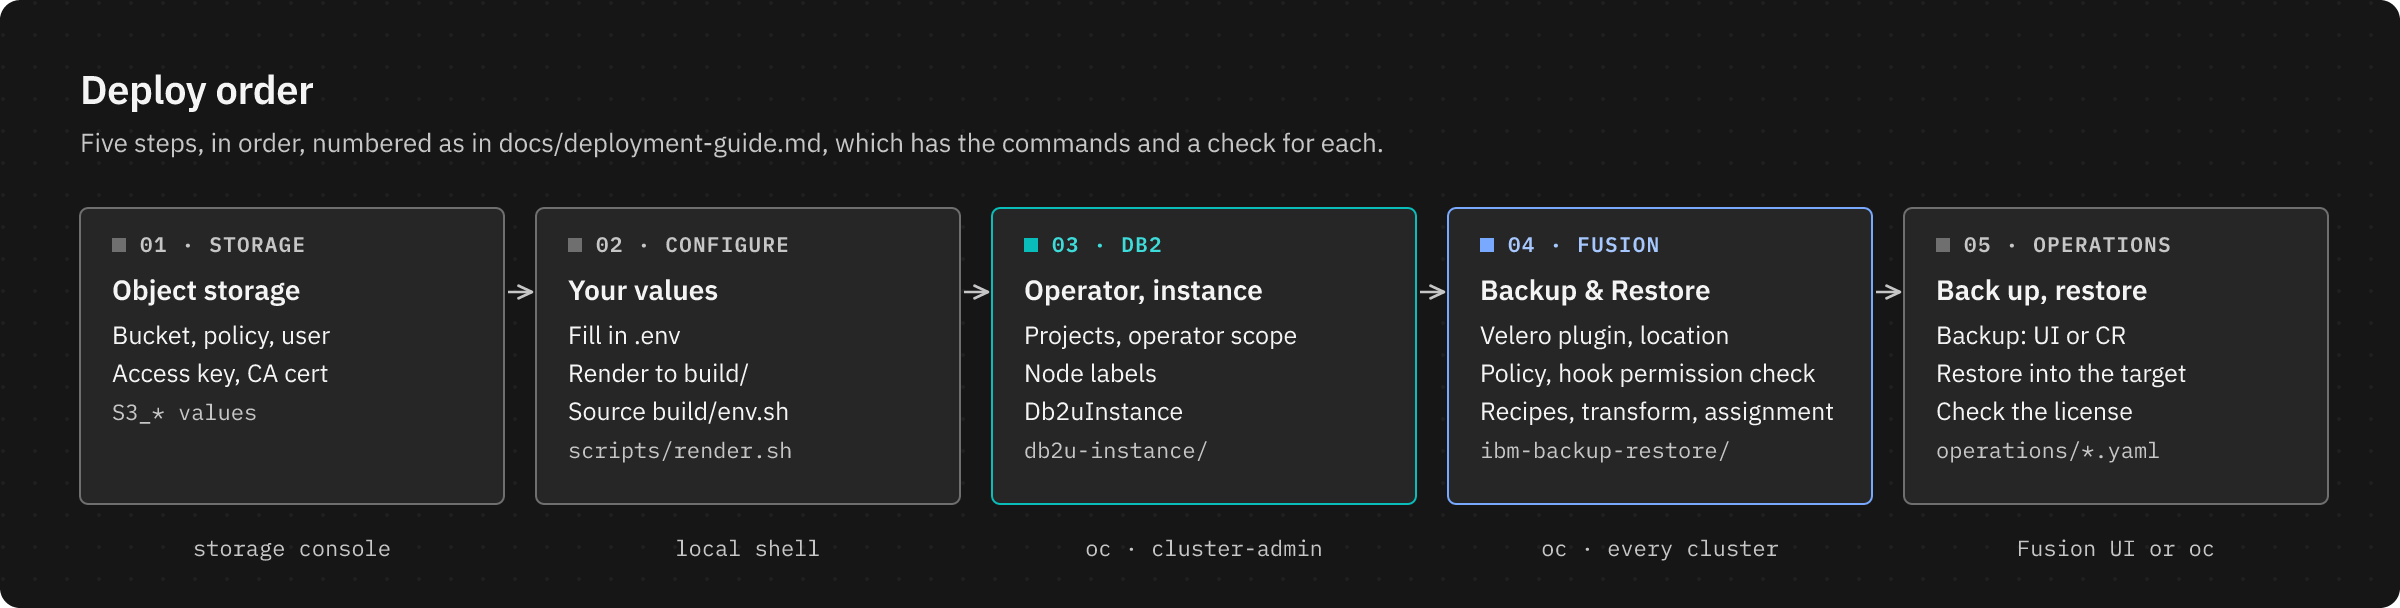 Deploy order
Five steps, in order, numbered as in docs/deployment-guide.md, which has the commands and a check for each.
01 · STORAGE
Object storage
Bucket, policy, user
Access key, CA cert
S3_* values
storage console
02 · CONFIGURE
Your values
Fill in .env
Render to build/
Source build/env.sh
scripts/render.sh
local shell
03 · DB2
Operator, instance
Projects, operator scope
Node labels
Db2uInstance
db2u-instance/
oc · cluster-admin
04 · FUSION
Backup & Restore
Velero plugin, location
Policy, hook permission check
Recipes, transform, assignment
ibm-backup-restore/
oc · every cluster
05 · OPERATIONS
Back up, restore
Backup: UI or CR
Restore into the target
Check the license
operations/*.yaml
Fusion UI or oc